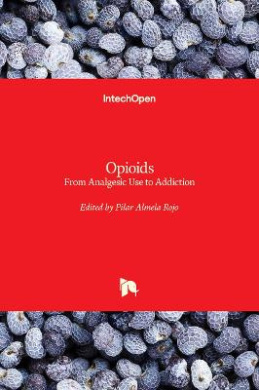 IntechOpen
Opioids
From Analgesic Use to Addiction
Edited by Pilar Almela Rojo